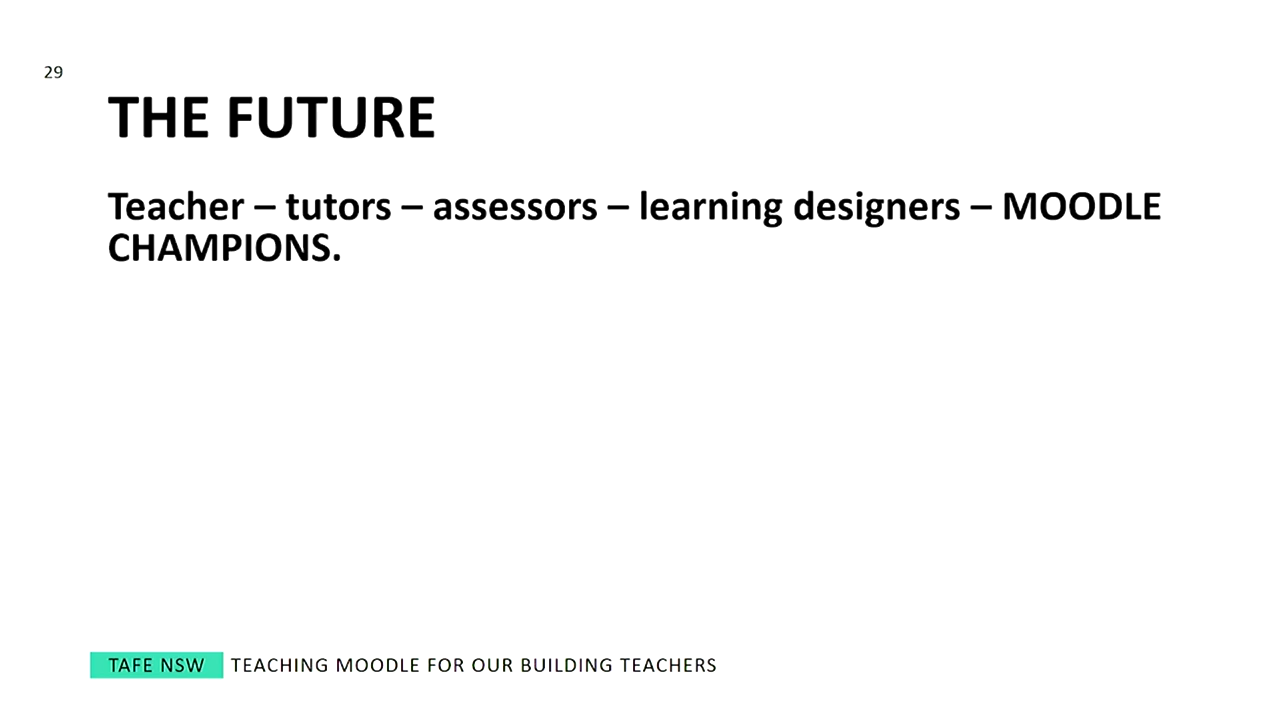 29
THE FUTURE
Teacher – tutors – assessors – learning designers – MOODLE
CHAMPIONS.
TAFE NSW TEACHING MOODLE FOR OUR BUILDING TEACHERS